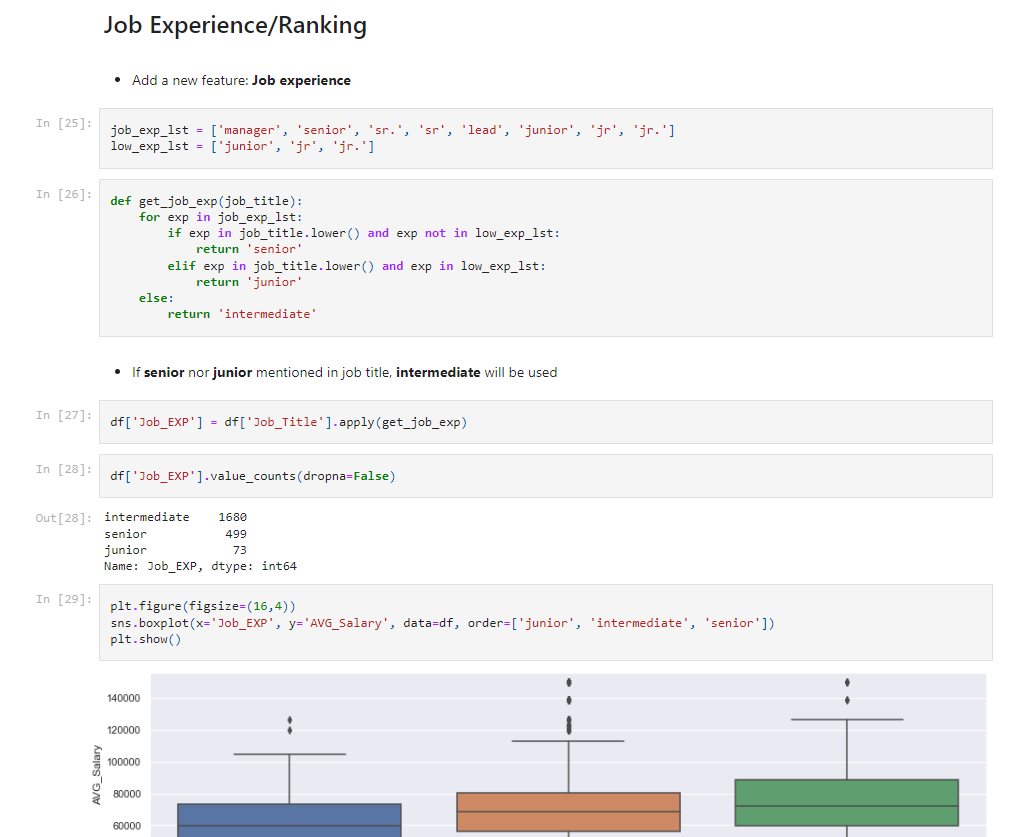 Job Experience/Ranking
• Add a new feature: Job experience
In [25]:
job_exp_lst = ['manager', 'senior', 'sr.', 'sr', 'lead', 'junior', 'jr', 'jr.']
low_exp_lst = ['junior', 'jr', 'jr.']
In [26]:
def get_job_exp(job_title):
    for exp in job_exp_lst:
        if exp in job_title.lower() and exp not in low_exp_lst:
            return 'senior'
        elif exp in job_title.lower() and exp in low_exp_lst:
            return 'junior'
    else:
        return 'intermediate'
• If senior nor junior mentioned in job title, intermediate will be used
In [27]:
df['Job_EXP'] = df['Job_Title'].apply(get_job_exp)
In [28]:
df['Job_EXP'].value_counts(dropna=False)
Out[28]:
intermediate    1680
senior           499
junior            73
Name: Job_EXP, dtype: int64
In [29]:
plt.figure(figsize=(16,4))
sns.boxplot(x='Job_EXP', y='AVG_Salary', data=df, order=['junior', 'intermediate', 'senior'])
plt.show()
AVG_Salary
140000
120000
100000
80000
60000